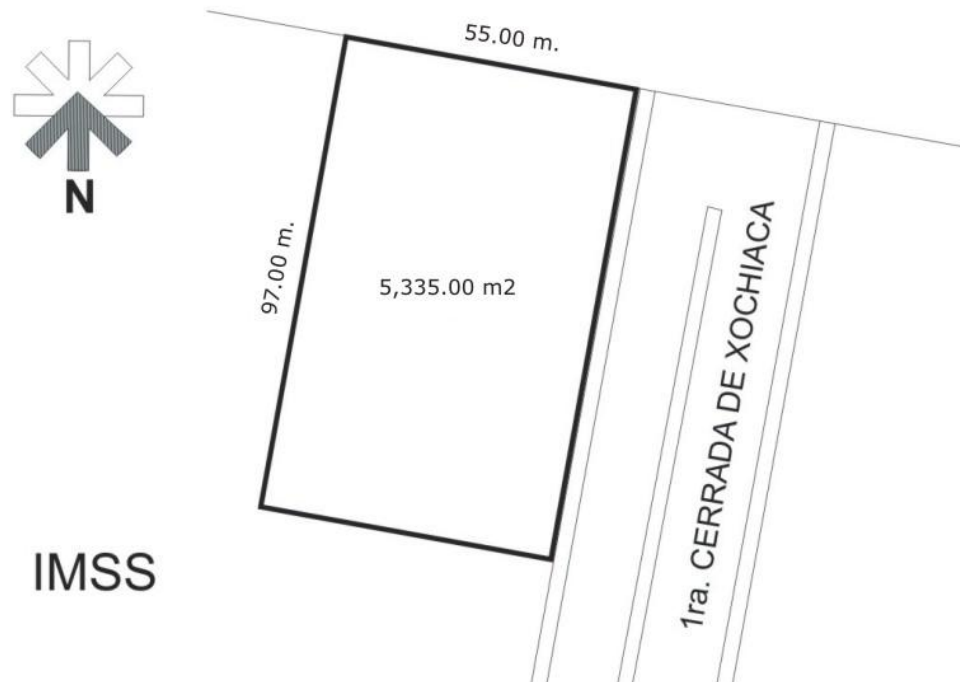 55.00 m.
N
97.00 m.
5,335.00 m2
1ra. CERRADA DE XOCHIACA
IMSS